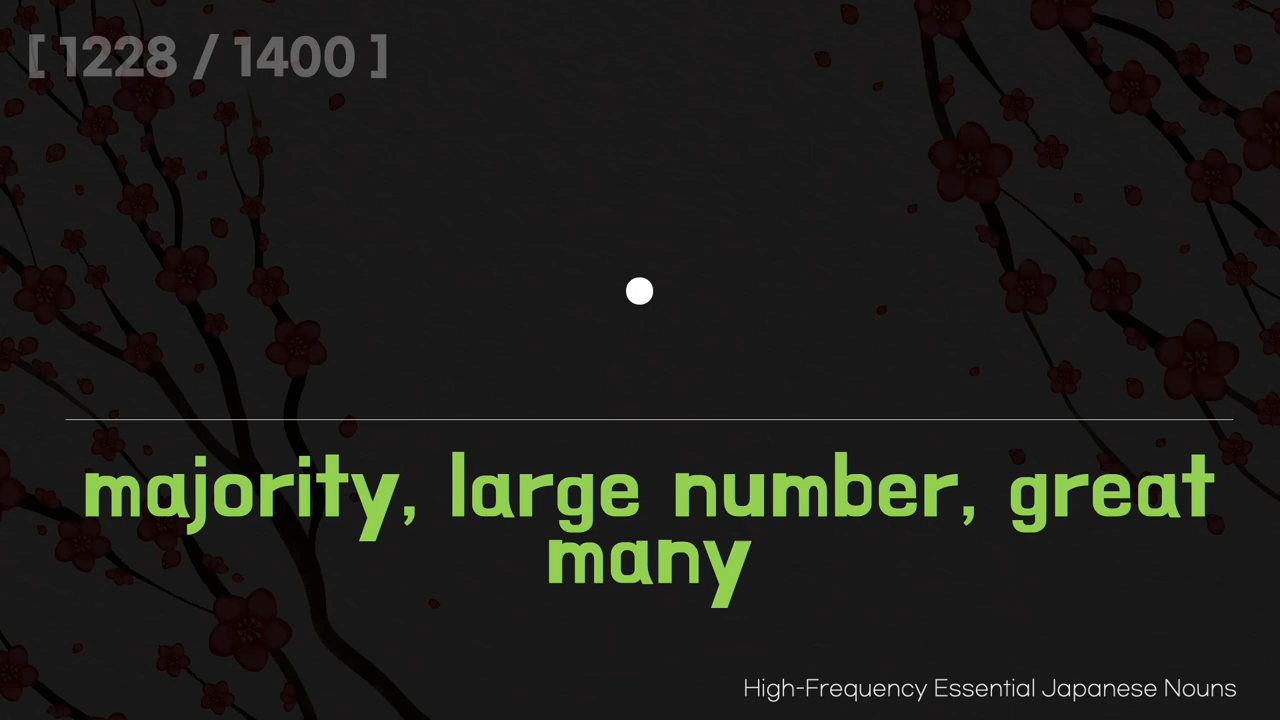 [ 1228 / 1400 ]
majority, large number, great
many
High-Frequency Essential Japanese Nouns